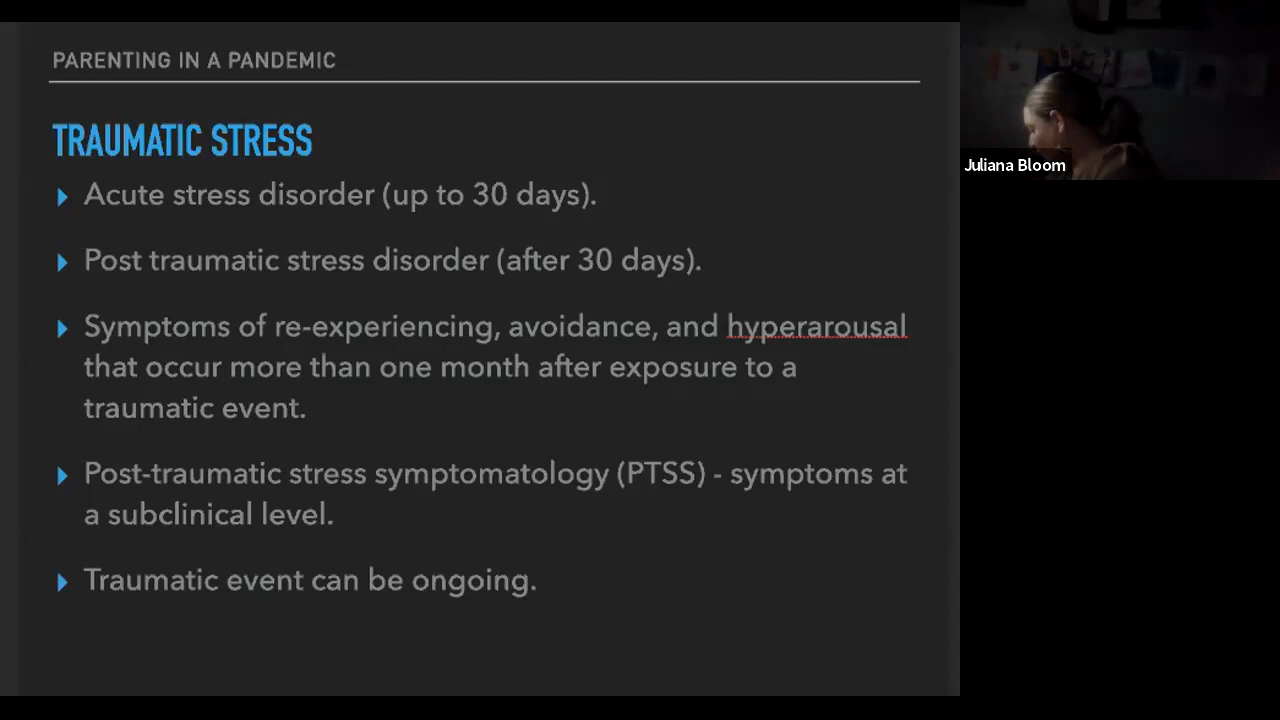 PARENTING IN A PANDEMIC
TRAUMATIC STRESS
Acute stress disorder (up to 30 days).
Post traumatic stress disorder (after 30 days).
Symptoms of re-experiencing, avoidance, and hyperarousal
that occur more than one month after exposure to a
traumatic event.
Post-traumatic stress symptomatology (PTSS) - symptoms at
a subclinical level.
Traumatic event can be ongoing.
Juliana Bloom